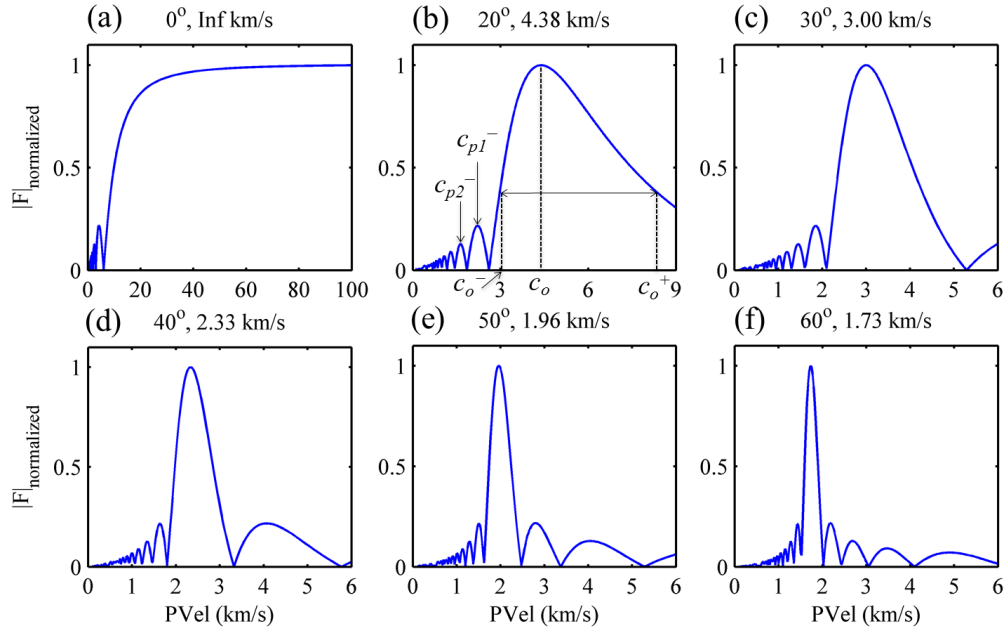 (a) 0°, Inf km/s
(b) 20°, 4.38 km/s
(c) 30°, 3.00 km/s
|F|normalized
1
0.5
0
0 20 40 60 80 100
1
0.5
0
0 3 6 9
cp2−
cp1−
co−
co
co+
1
0.5
0
0 1 2 3 4 5 6
(d) 40°, 2.33 km/s
(e) 50°, 1.96 km/s
(f) 60°, 1.73 km/s
|F|normalized
1
0.5
0
0 2 4 6
PVel (km/s)
1
0.5
0
0 1 2 3 4 5 6
PVel (km/s)
1
0.5
0
0 1 2 3 4 5 6
PVel (km/s)